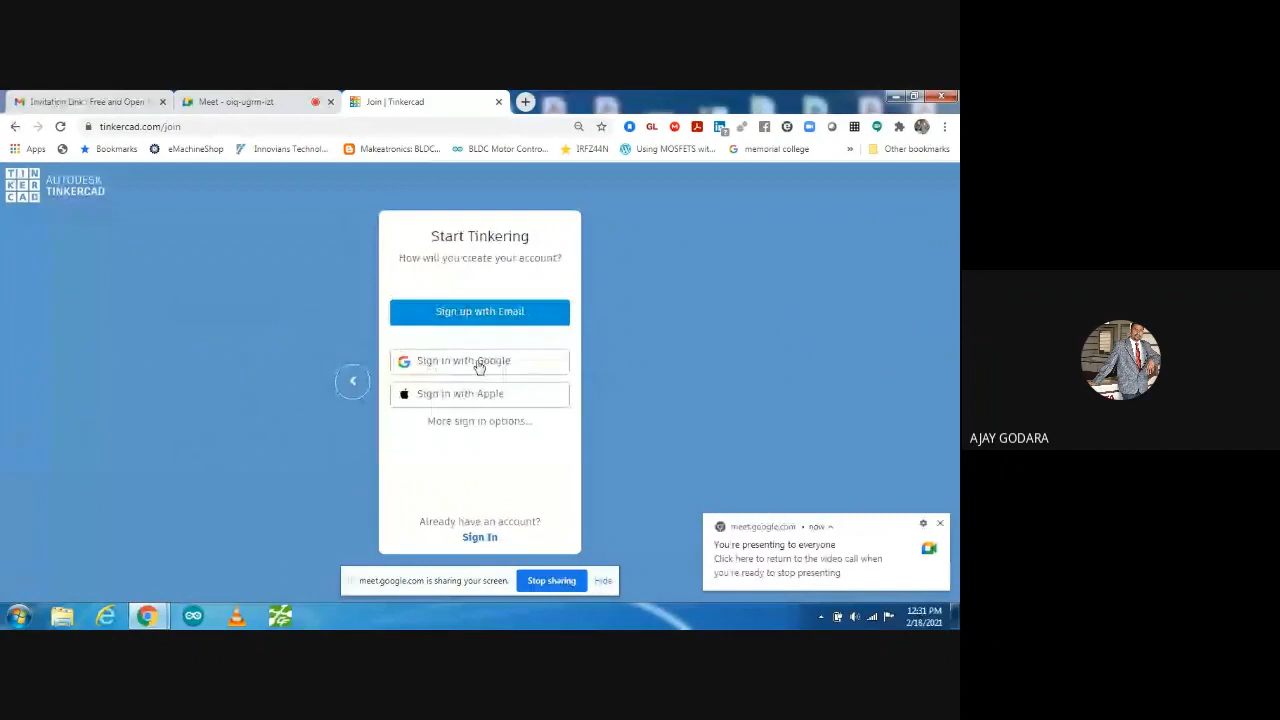 Invitation Link : Free and Open
Meet - oiq-ugrm-izt
Join | Tinkercad
tinkercad.com/join
GL
Apps
Bookmarks
eMachineShop
Innovians Technol...
Makeatronics: BLDC...
BLDC Motor Contro...
IRFZ44N
Using MOSFETS wit...
memorial college
»
Other bookmarks
TIN
KER
CAD
AUTODESK
TINKERCAD
Start Tinkering
How will you create your account?
Sign up with Email
Sign in with Google
Sign in with Apple
More sign in options...
Already have an account?
Sign In
AJAY GODARA
meet.google.com • now
You're presenting to everyone
Click here to return to the video call when
you're ready to stop presenting
meet.google.com is sharing your screen.
Stop sharing
Hide
12:31 PM
2/18/2021